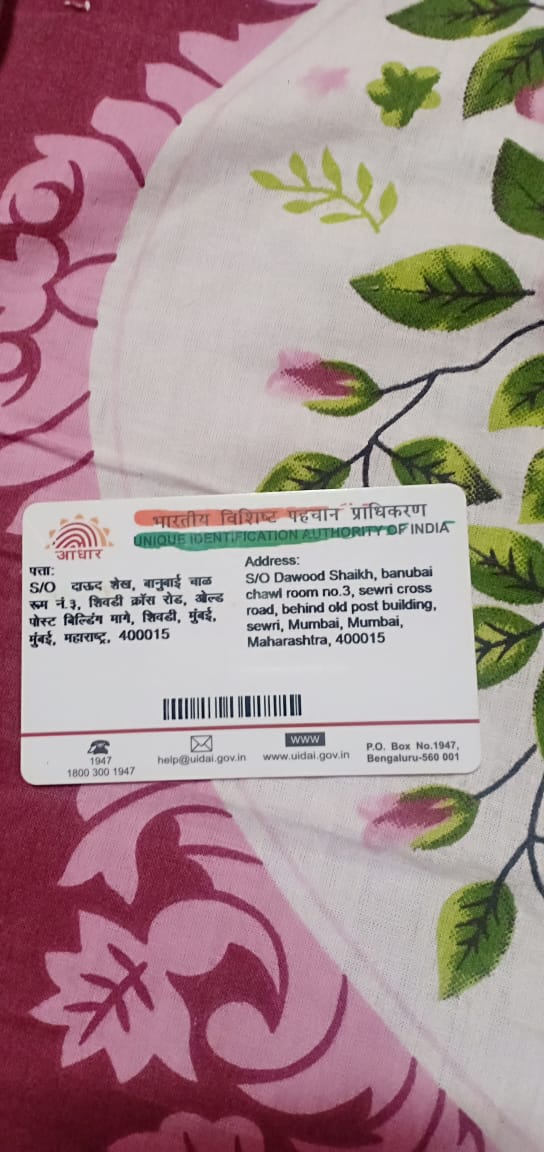 भारतीय विशिष्ट पहचान प्राधिकरण
UNIQUE IDENTIFICATION AUTHORITY OF INDIA
आधार
पत्ता:
S/O दाऊद शेख, बानुबाई चाळ
रूम नं.३, शिवडी क्रॉस रोड, ओल्ड
पोस्ट बिल्डिंग मागे, शिवडी, मुंबई,
मुंबई, महाराष्ट्र, 400015
Address:
S/O Dawood Shaikh, banubai
chawl room no.3, sewri cross
road, behind old post building,
sewri, Mumbai, Mumbai,
Maharashtra, 400015
1947
1800 300 1947
help@uidai.gov.in
WWW
www.uidai.gov.in
P.O. Box No.1947,
Bengaluru-560 001